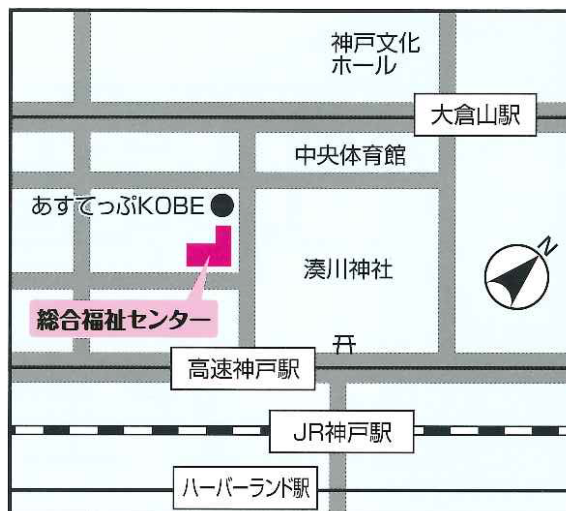 神戸文化
ホール
大倉山駅
中央体育館
あすてっぷKOBE
湊川神社
N
総合福祉センター
高速神戸駅
JR神戸駅
ハーバーランド駅